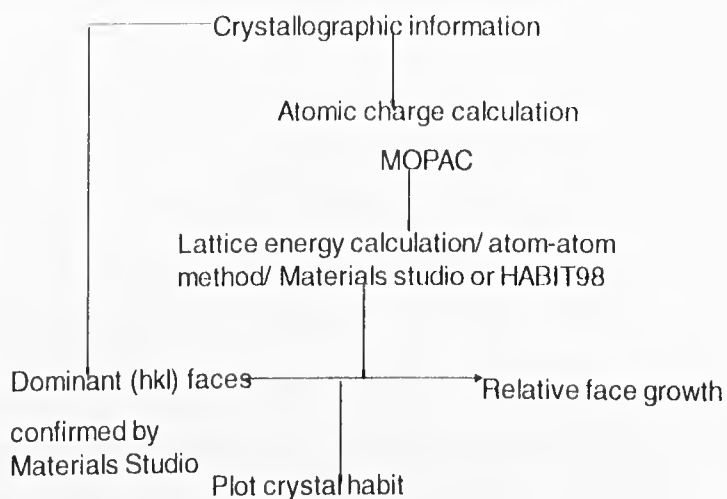 Crystallographic information
Atomic charge calculation
MOPAC
Lattice energy calculation/ atom-atom
method/ Materials studio or HABIT98
Dominant (hkl) faces
Relative face growth
confirmed by
Materials Studio
Plot crystal habit